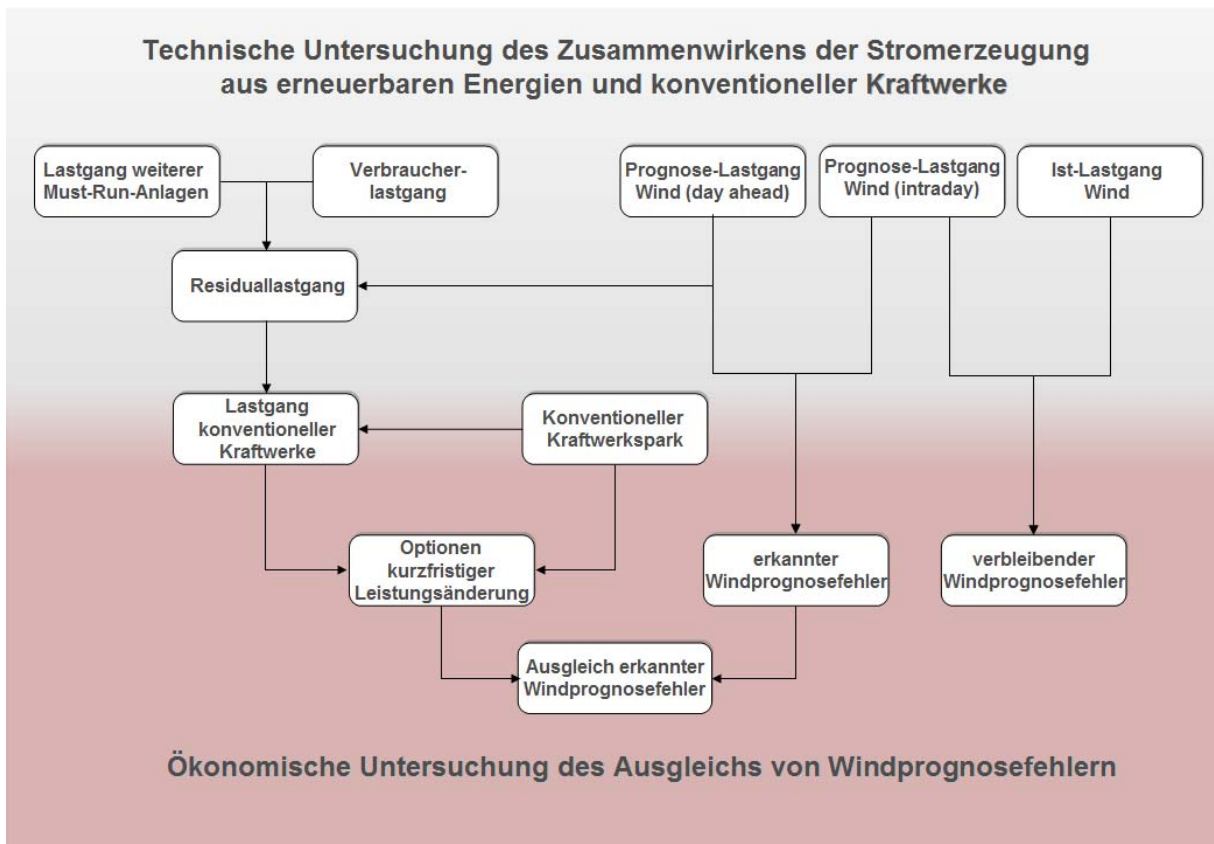 Technische Untersuchung des Zusammenwirkens der Stromerzeugung
aus erneuerbaren Energien und konventioneller Kraftwerke
Lastgang weiterer
Must-Run-Anlagen
Verbraucher-
lastgang
Prognose-Lastgang
Wind (day ahead)
Prognose-Lastgang
Wind (intraday)
Ist-Lastgang
Wind
Residuallastgang
Lastgang
konventioneller
Kraftwerke
Konventioneller
Kraftwerkspark
Optionen
kurzfristiger
Leistungsänderung
erkannter
Windprognosefehler
verbleibender
Windprognosefehler
Ausgleich erkannter
Windprognosefehler
Ökonomische Untersuchung des Ausgleichs von Windprognosefehlern